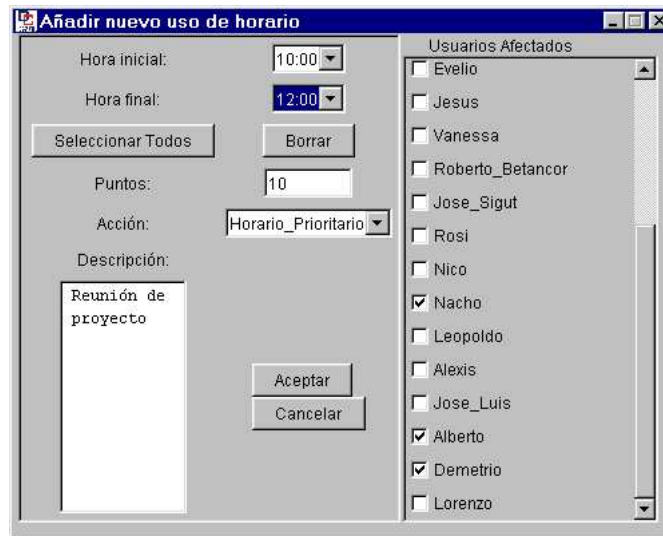 Añadir nuevo uso de horario
Hora inicial:
10:00
Hora final:
12:00
Seleccionar Todos
Borrar
Puntos:
10
Acción:
Horario_Prioritario
Descripción:
Reunión de
proyecto
Aceptar
Cancelar
Usuarios Afectados
Evelio
Jesus
Vanessa
Roberto_Betancor
Jose_Sigut
Rosi
Nico
Nacho
Leopoldo
Alexis
Jose_Luis
Alberto
Demetrio
Lorenzo